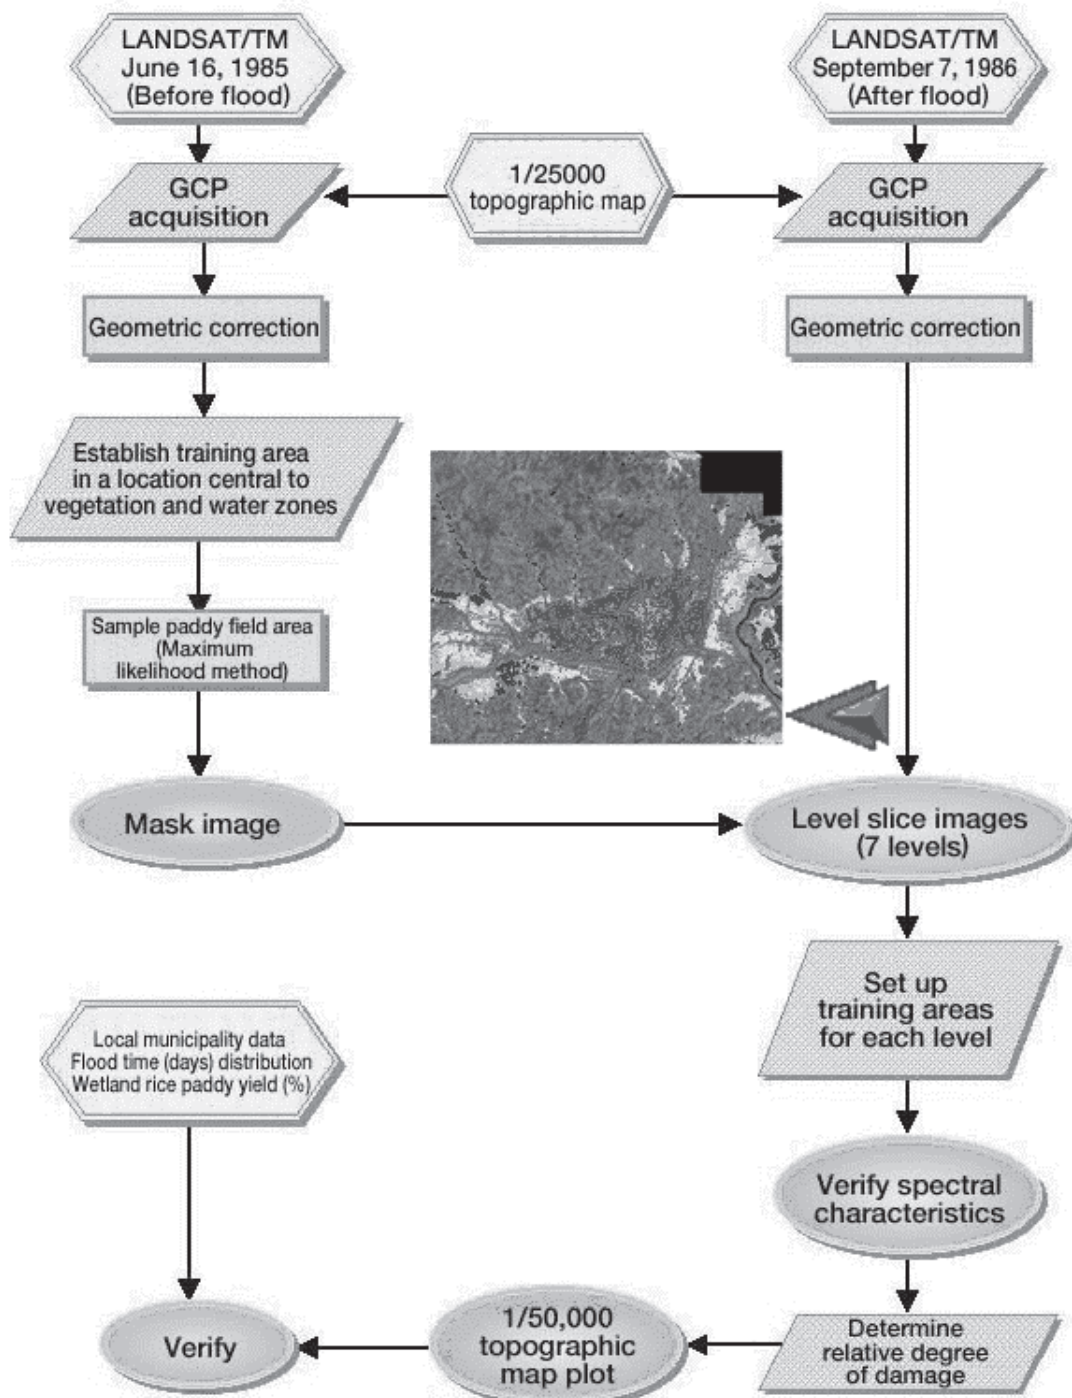 LANDSAT/TM
June 16, 1985
(Before flood)
LANDSAT/TM
September 7, 1986
(After flood)
1/25000
topographic map
GCP
acquisition
GCP
acquisition
Geometric correction
Geometric correction
Establish training area
in a location central to
vegetation and water zones
Sample paddy field area
(Maximum
likelihood method)
Mask image
Level slice images
(7 levels)
Set up
training areas
for each level
Local municipality data
Flood time (days) distribution
Wetland rice paddy yield (%)
Verify spectral
characteristics
Verify
1/50,000
topographic
map plot
Determine
relative degree
of damage